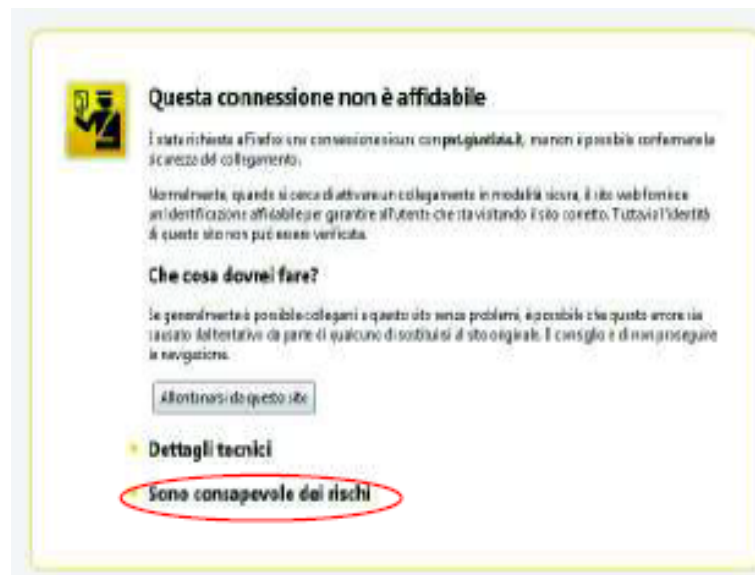 Questa connessione non è affidabile
È stata richiesta a Firefox una connessione sicura con pst.giustizia.it, ma non è possibile confermare la
sicurezza del collegamento.
Normalmente, quando si cerca di attivare un collegamento in modalità sicura, il sito web fornisce
un'identificazione affidabile per garantire all'utente che sta visitando il sito corretto. Tuttavia l'identità
di questo sito non può essere verificata.
Che cosa dovrei fare?
Se generalmente è possibile collegarsi a questo sito senza problemi, è possibile che questo errore sia
causato dal tentativo da parte di qualcuno di sostituirsi al sito originale. Il consiglio è di non proseguire
la navigazione.
Allontanarsi da questo sito
Dettagli tecnici
Sono consapevole dei rischi